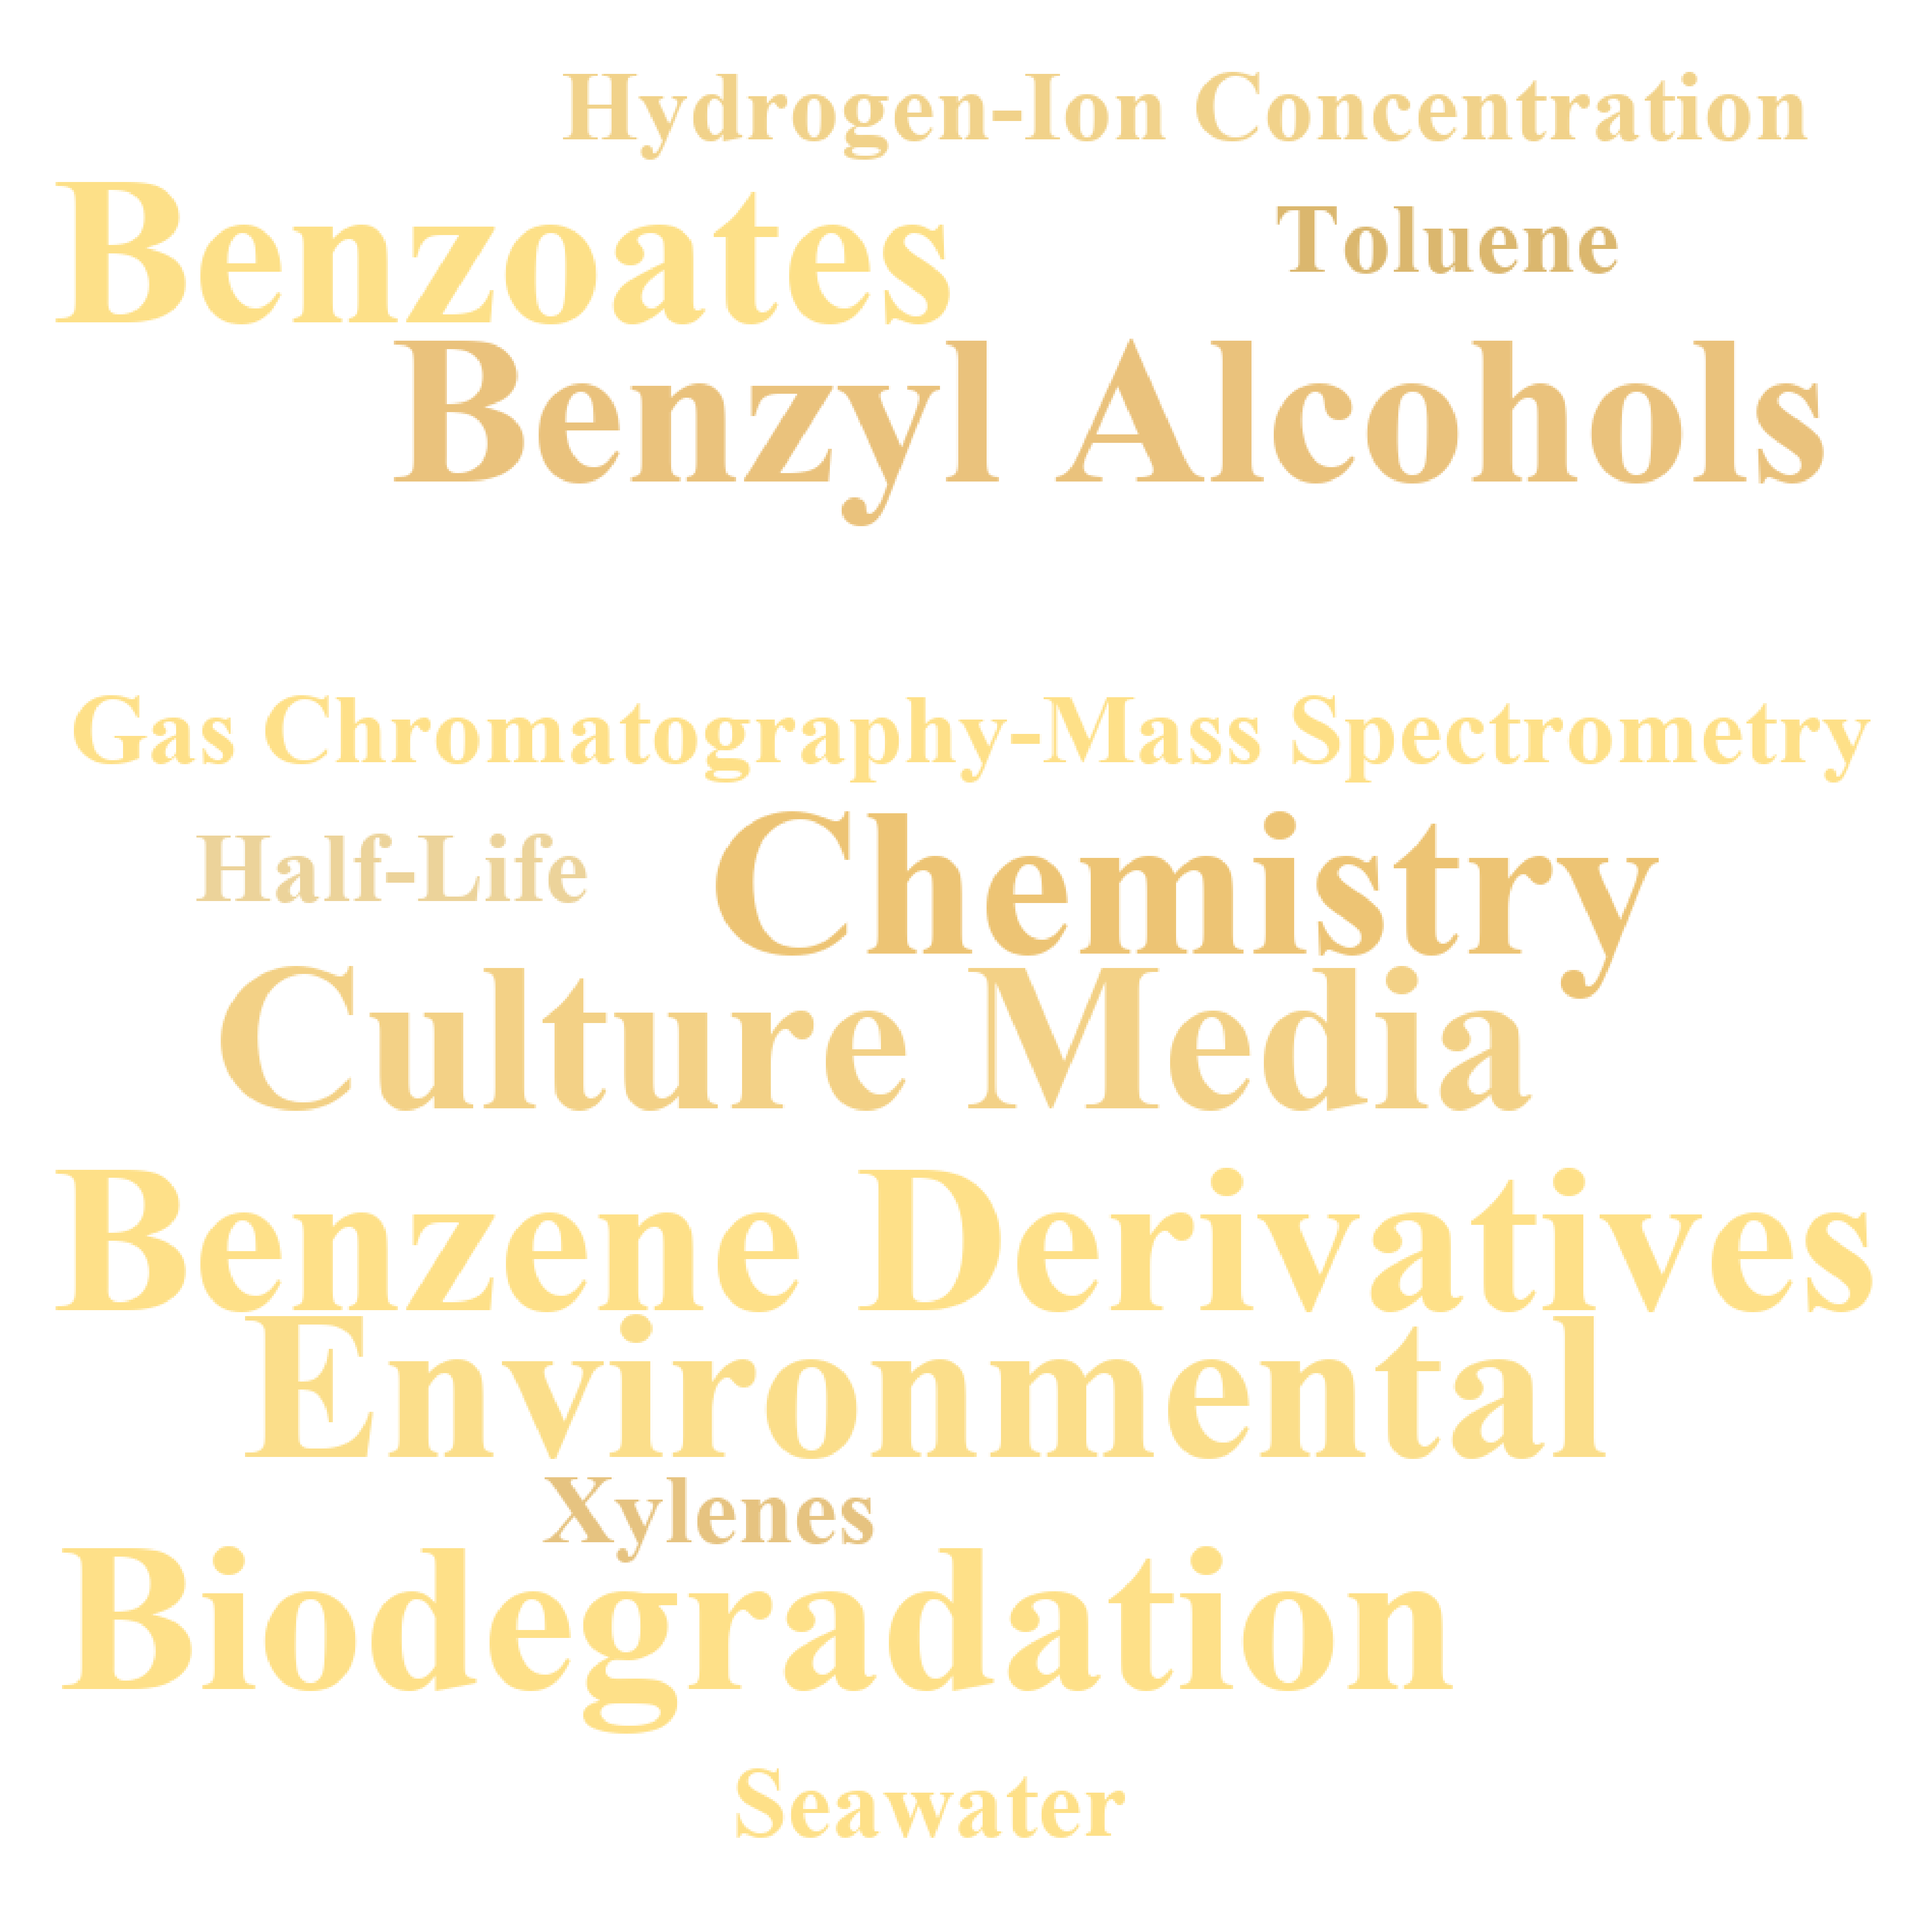 Hydrogen-Ion Concentration
Benzoates
Toluene
Benzyl Alcohols
Gas Chromatography-Mass Spectrometry
Half-Life
Chemistry
Culture Media
Benzene Derivatives
Environmental
Xylenes
Biodegradation
Seawater